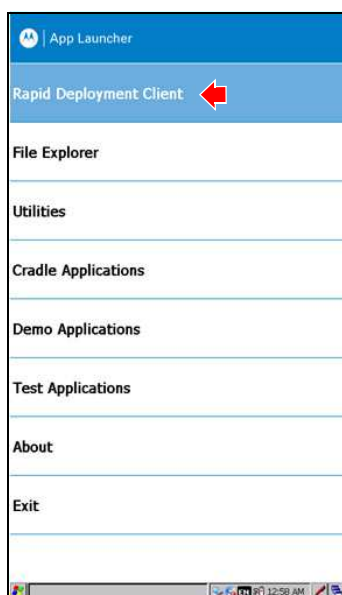 App Launcher
Rapid Deployment Client
File Explorer
Utilities
Cradle Applications
Demo Applications
Test Applications
About
Exit
EN 12:58 AM